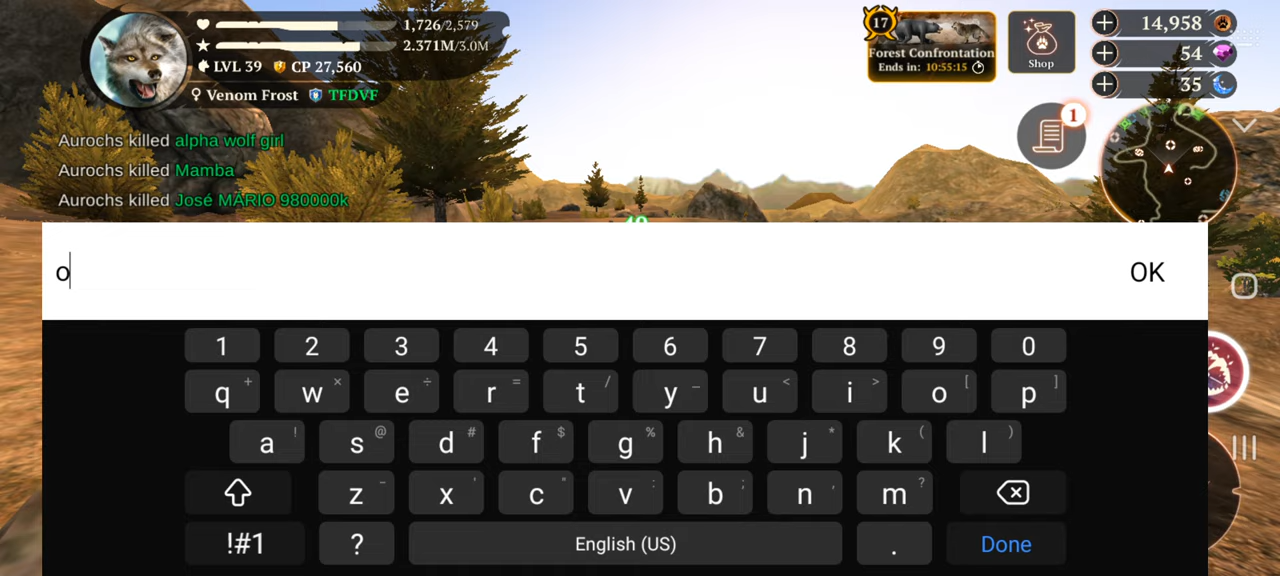 1,726/2,579
2.371M/3.0M
LVL 39 CP 27,560
Venom Frost TFDVF
17
Forest Confrontation
Ends in: 10:55:15
Shop
14,958
54
35
1
Aurochs killed alpha wolf girl
Aurochs killed Mamba
Aurochs killed José MÁRIO 980000k
o
OK
1 2 3 4 5 6 7 8 9 0
q + w × e ÷ r = t / y _ u < i > o [ p ]
a ! s @ d # f $ g % h & j * k ( l )
z - x ' c " v : b ; n , m ?
!#1 ? English (US) . Done